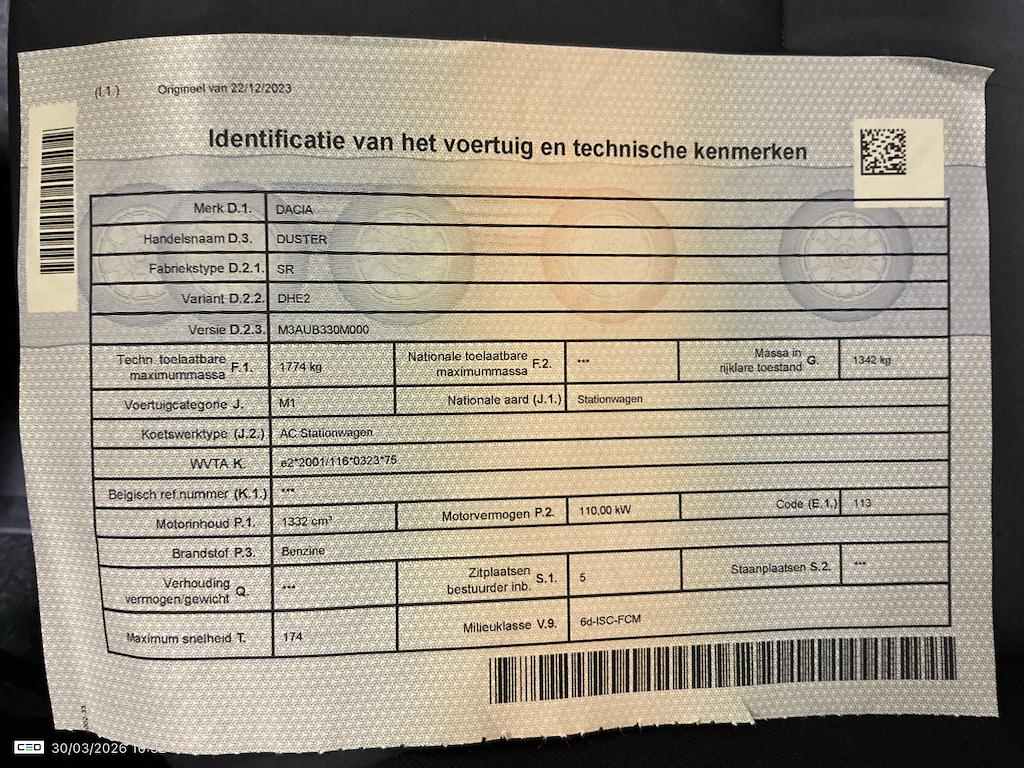 (I.1.) Origineel van 22/12/2023
Identificatie van het voertuig en technische kenmerken
Merk D.1. DACIA
Handelsnaam D.3. DUSTER
Fabriekstype D.2.1. SR
Variant D.2.2. DHE2
Versie D.2.3. M3AUB330M000
Techn. toelaatbare maximummassa F.1. 1774 kg Nationale toelaatbare maximummassa F.2. *** Massa in rijklare toestand G. 1342 kg
Voertuigcategorie J. M1 Nationale aard (J.1.) Stationwagen
Koetswerktype (J.2.) AC Stationwagen
WVTA K. e2*2001/116*0323*75
Belgisch ref.nummer (K.1.) ***
Motorinhoud P.1. 1332 cm³ Motorvermogen P.2. 110,00 kW Code (E.1.) 113
Brandstof P.3. Benzine
Verhouding vermogen/gewicht Q. *** Zitplaatsen bestuurder inb. S.1. 5 Staanplaatsen S.2. ***
Maximum snelheid T. 174 Milieuklasse V.9. 6d-ISC-FCM
30/03/2026